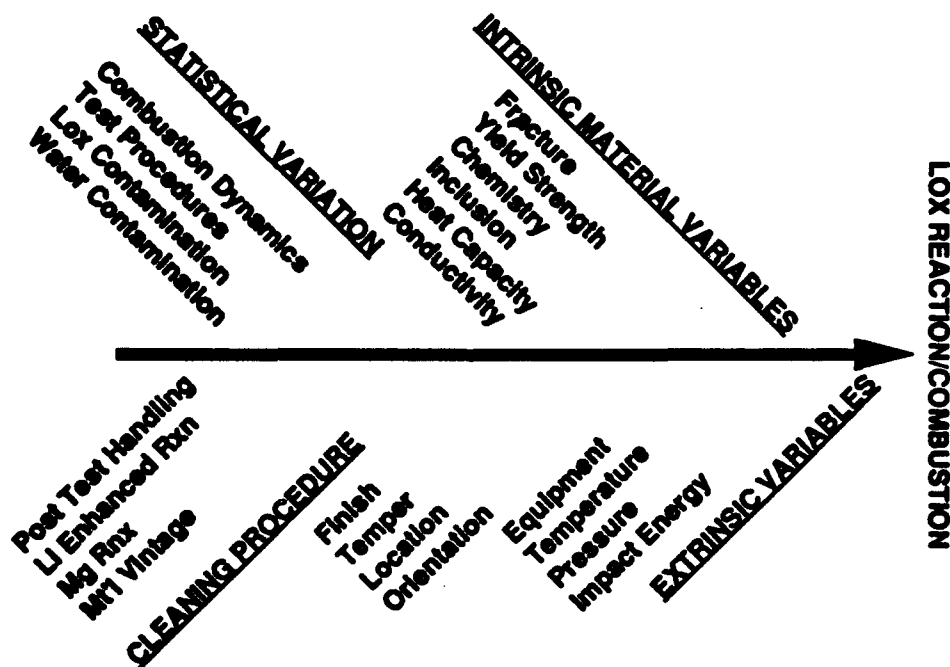 STATISTICAL VARIATION
Combustion Dynamics
Test Procedures
Lox Contamination
Water Contamination
INTRINSIC MATERIAL VARIABLES
Fracture
Yield Strength
Chemistry
Inclusion
Heat Capacity
Conductivity
LOX REACTION/COMBUSTION
Post Test Handling
Li Enhanced Rxn
Mg Rnx
Mt'l Vintage
CLEANING PROCEDURE
Finish
Temper
Location
Orientation
Equipment
Temperature
Pressure
Impact Energy
EXTRINSIC VARIABLES